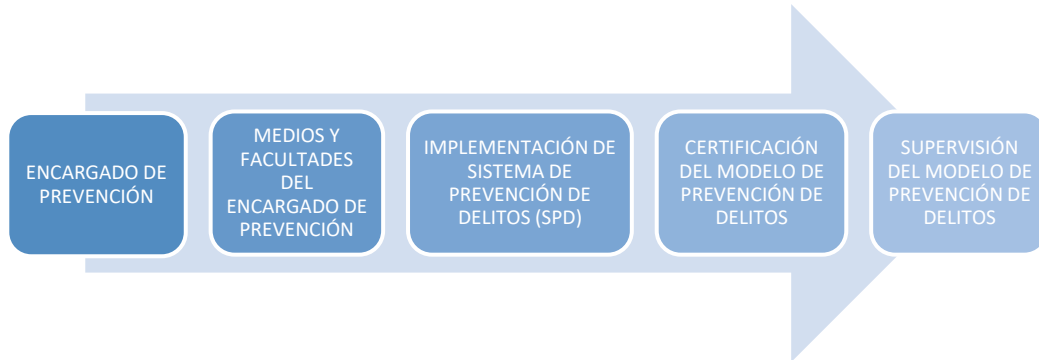 ENCARGADO DE
PREVENCIÓN
MEDIOS Y
FACULTADES
DEL
ENCARGADO DE
PREVENCIÓN
IMPLEMENTACIÓN DE
SISTEMA DE
PREVENCIÓN DE
DELITOS (SPD)
CERTIFICACIÓN
DEL MODELO DE
PREVENCIÓN DE
DELITOS
SUPERVISIÓN
DEL MODELO DE
PREVENCIÓN DE
DELITOS